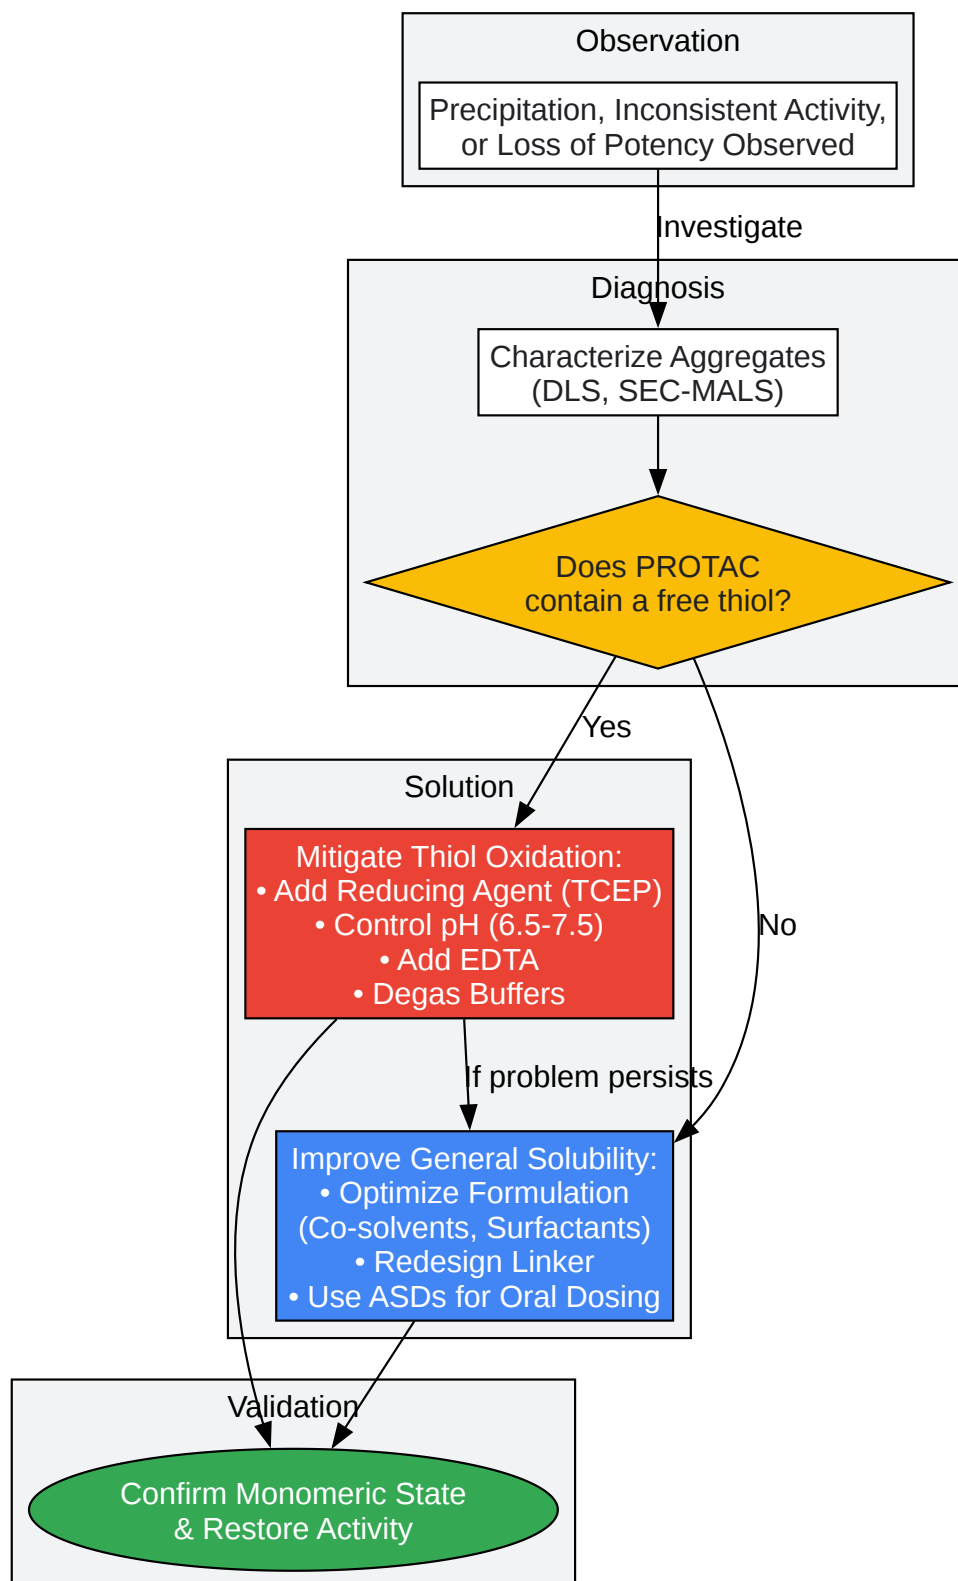 Observation
Precipitation, Inconsistent Activity,
or Loss of Potency Observed
Investigate
Diagnosis
Characterize Aggregates
(DLS, SEC-MALS)
Does PROTAC
contain a free thiol?
Yes
Solution
Mitigate Thiol Oxidation:
• Add Reducing Agent (TCEP)
• Control pH (6.5-7.5)
• Add EDTA
• Degas Buffers
No
If problem persists
Improve General Solubility:
• Optimize Formulation
(Co-solvents, Surfactants)
• Redesign Linker
• Use ASDs for Oral Dosing
Validation
Confirm Monomeric State
& Restore Activity